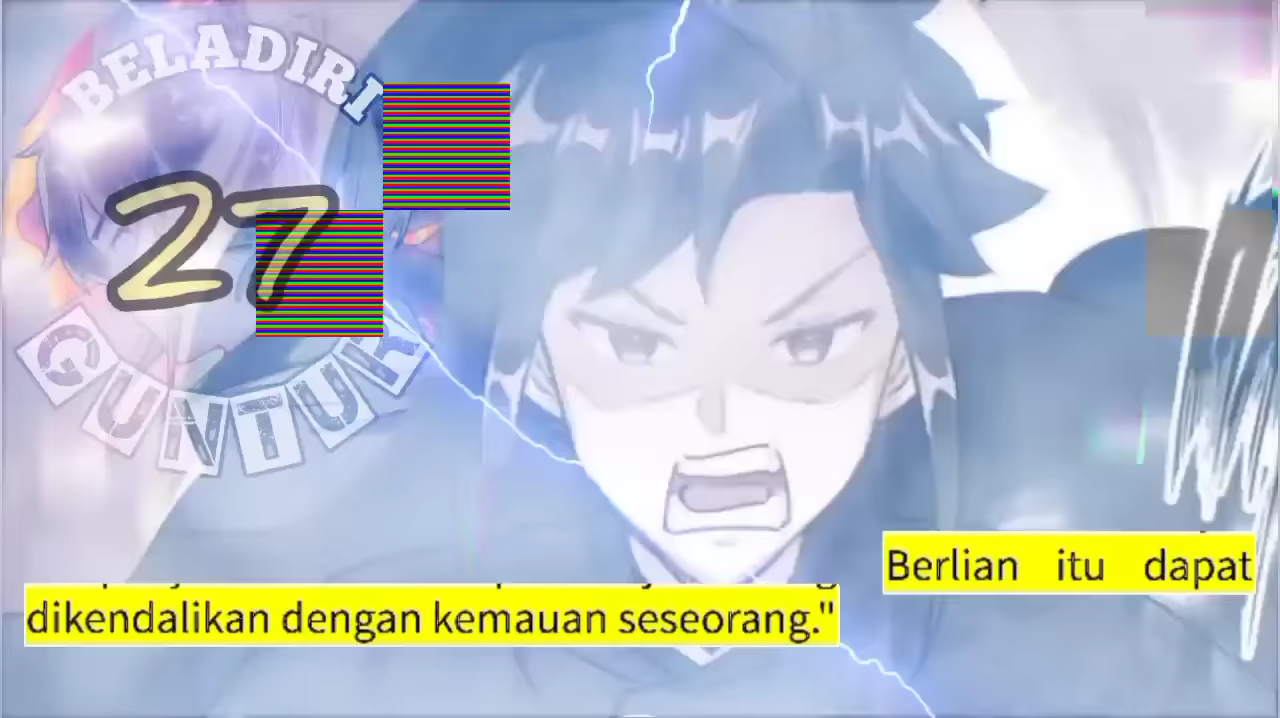 BELADIRI
27
GUNTUR
Berlian itu dapat
dikendalikan dengan kemauan seseorang."